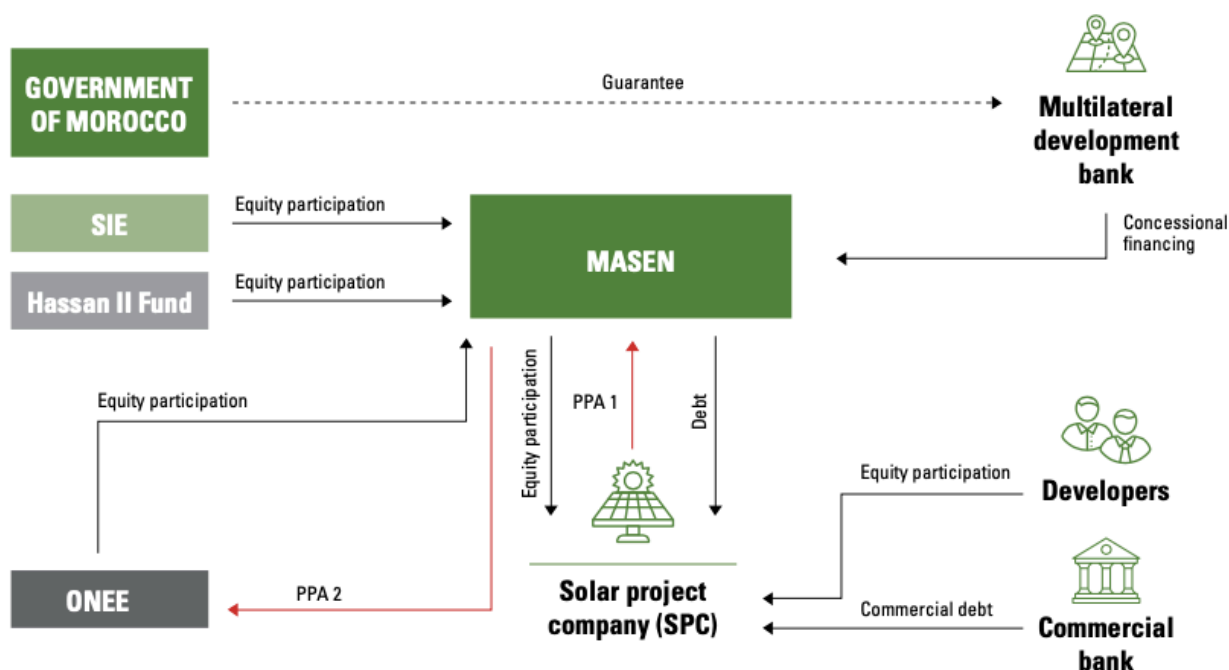 GOVERNMENT
OF MOROCCO
Guarantee
Multilateral
development
bank
SIE
Equity participation
MASEN
Concessional
financing
Hassan II Fund
Equity participation
Equity participation
Equity participation
PPA 1
Debt
Equity participation
Developers
ONEE
PPA 2
Solar project
company (SPC)
Commercial debt
Commercial
bank